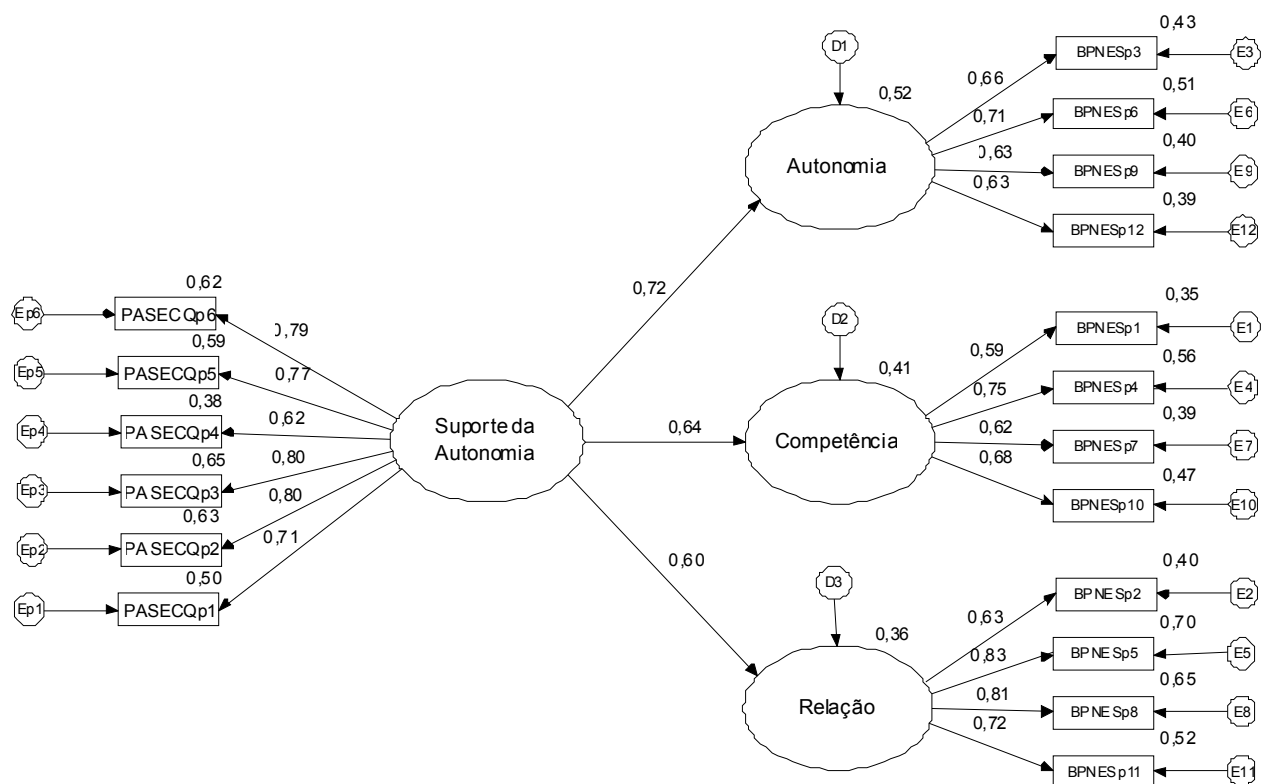 0,43
D1
BPNESp3
E3
0,66
0,52
0,51
0,71
BPNESp6
E6
0,40
Autonomia
0,63
BPNESp9
E9
0,63
0,39
BPNESp12
E12
0,62
Ep6
PASECQp6
0,72
0,35
D2
BPNESp1
E1
0,79
0,59
0,59
0,56
Ep5
PASECQp5
0,77
0,41
0,75
BPNESp4
E4
0,38
0,62
Suporte da
Autonomia
0,64
Competência
0,39
Ep4
PASECQp4
0,62
BPNESp7
E7
0,65
0,80
0,68
0,47
Ep3
PASECQp3
0,80
BPNESp10
E10
0,63
Ep2
PASECQp2
0,71
0,60
0,50
0,40
D3
BPNESp2
E2
Ep1
PASECQp1
0,63
0,36
0,70
0,83
BPNESp5
E5
0,65
Relação
0,81
BPNESp8
E8
0,72
0,52
BPNESp11
E11